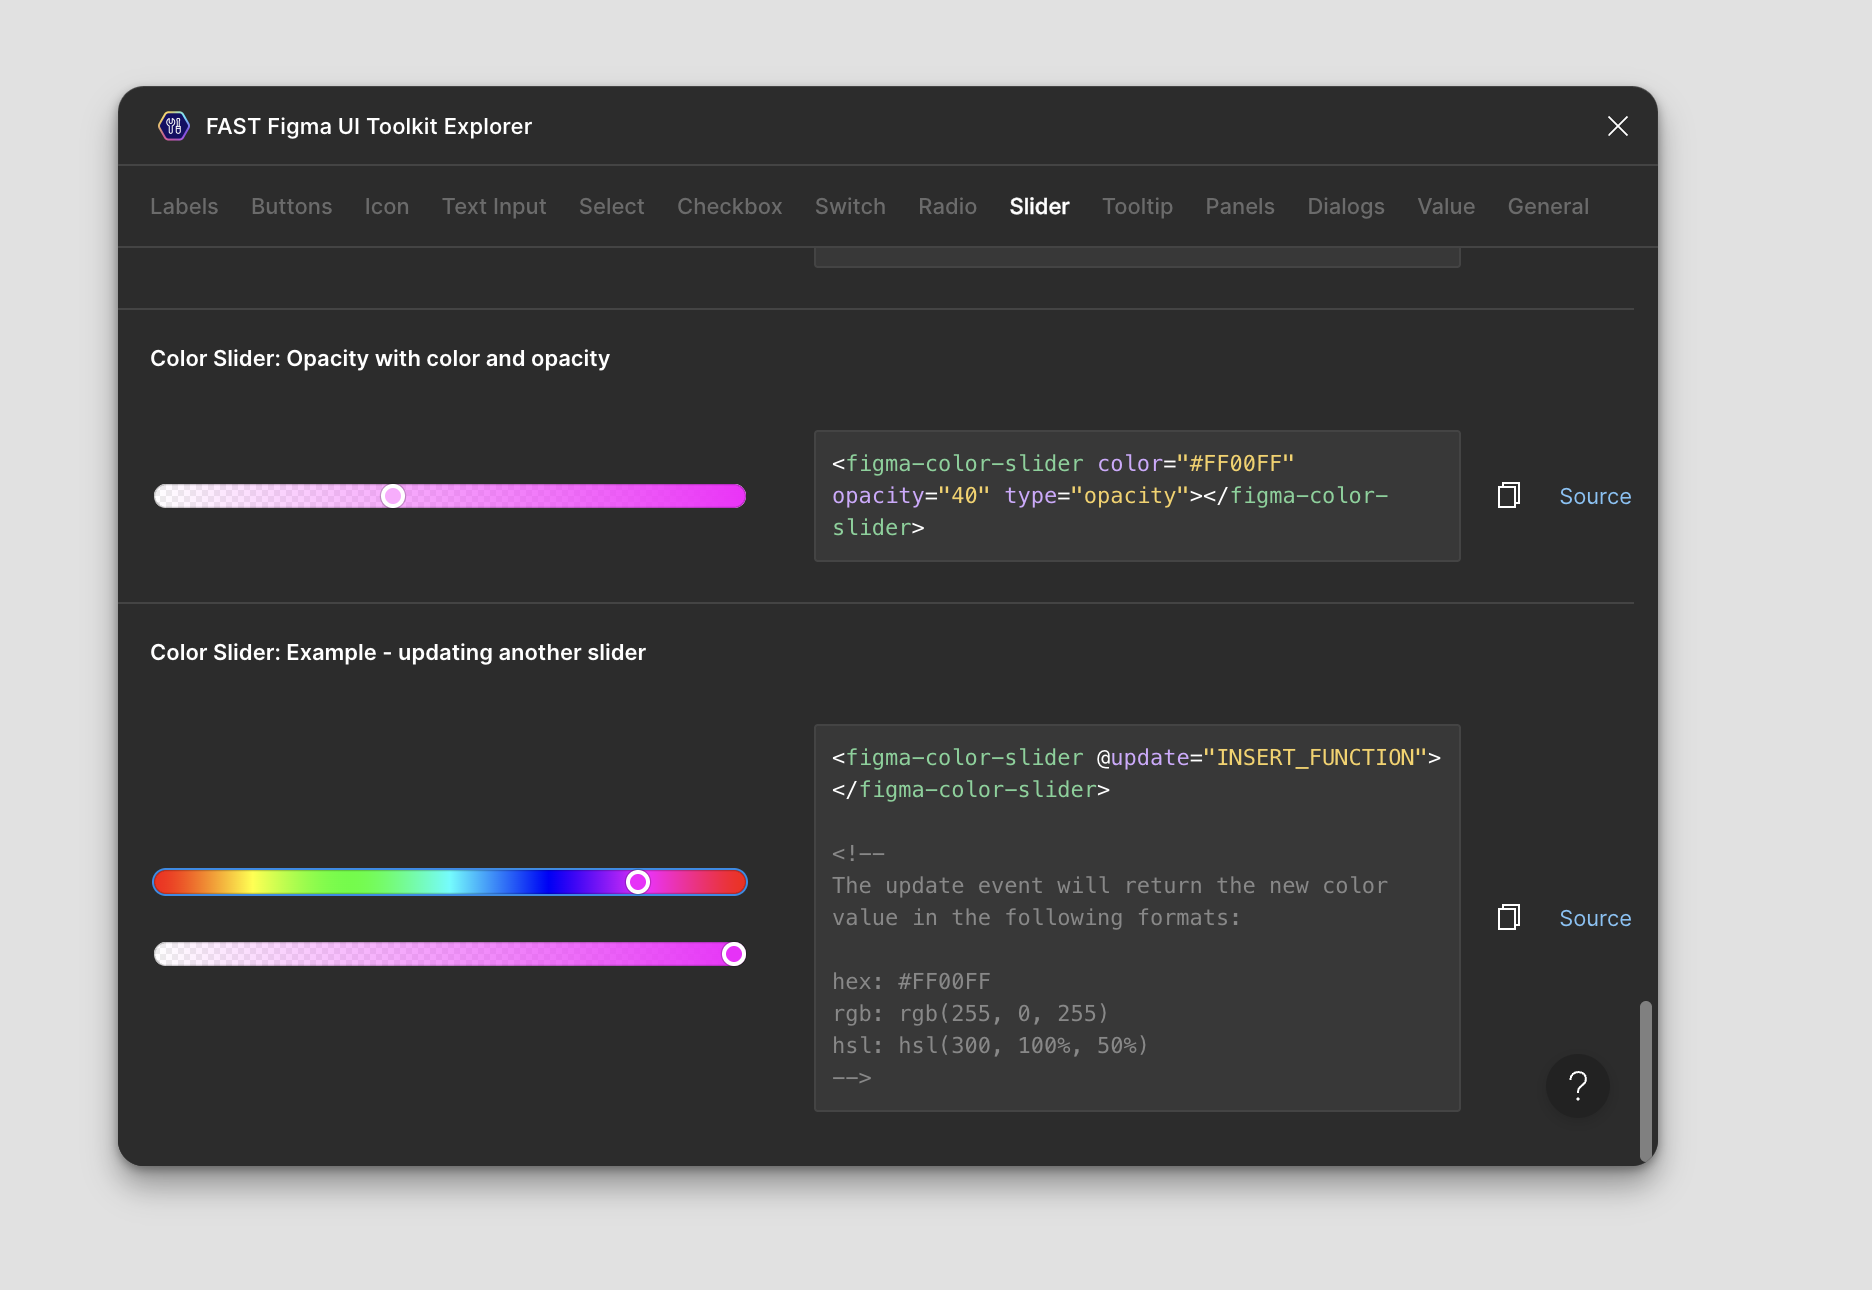 FAST Figma UI Toolkit Explorer
Labels Buttons Icon Text Input Select Checkbox Switch Radio Slider Tooltip Panels Dialogs Value General
Color Slider: Opacity with color and opacity
<figma-color-slider color="#FF00FF"
opacity="40" type="opacity"></figma-color-
slider>
Source
Color Slider: Example - updating another slider
<figma-color-slider @update="INSERT_FUNCTION">
</figma-color-slider>
<!--
The update event will return the new color
value in the following formats:
Source
hex: #FF00FF
rgb: rgb(255, 0, 255)
hsl: hsl(300, 100%, 50%)
-->
?